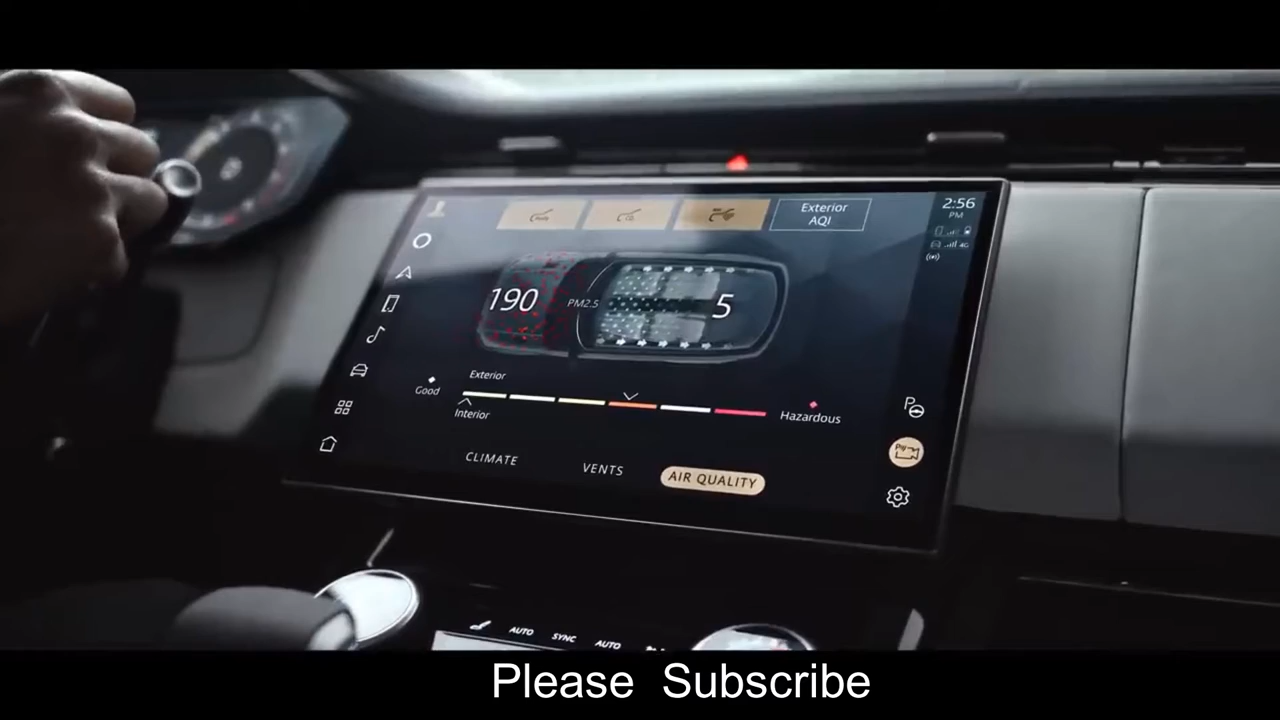 Exterior
AQI
2:56
PM
4G
190
PM2.5
5
Exterior
Good
Interior
Hazardous
CLIMATE
VENTS
AIR QUALITY
AUTO
SYNC
AUTO
Please Subscribe